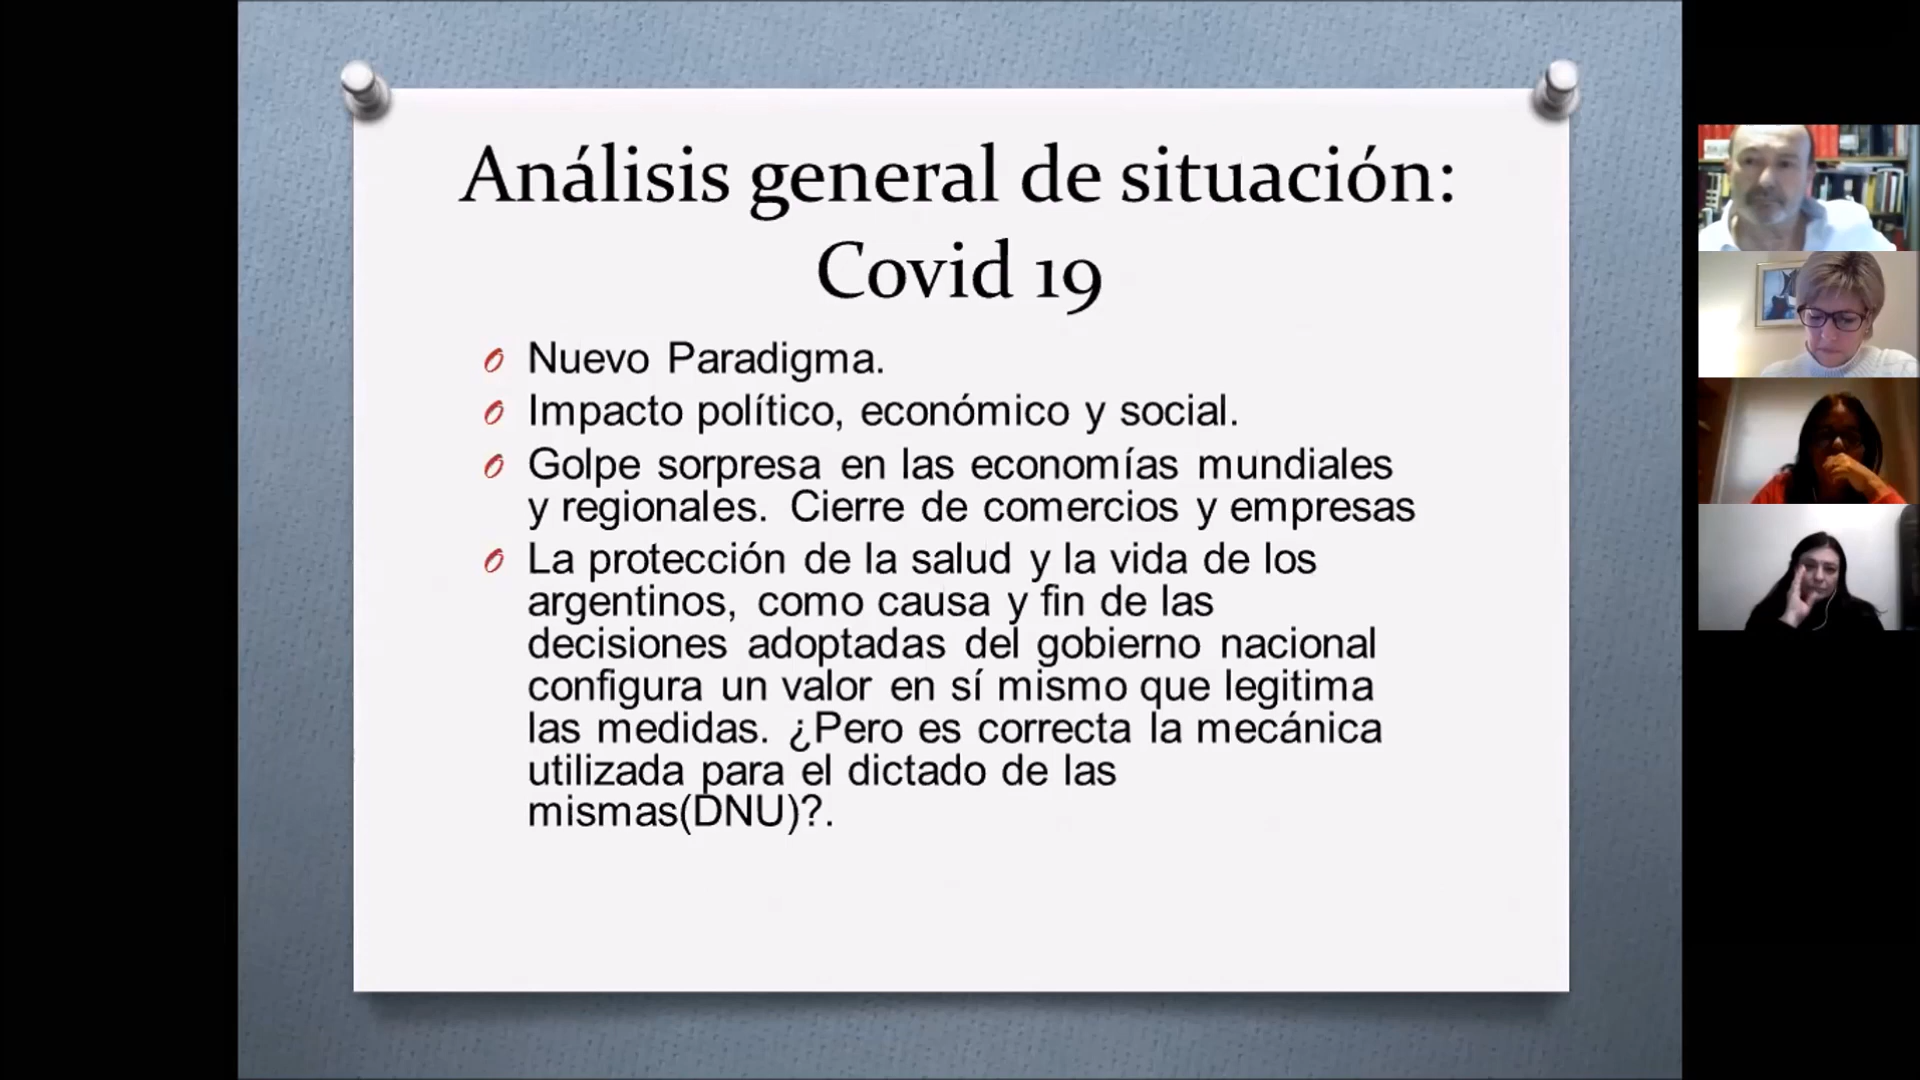 Análisis general de situación:
Covid 19
Nuevo Paradigma.
Impacto político, económico y social.
Golpe sorpresa en las economías mundiales
y regionales. Cierre de comercios y empresas
La protección de la salud y la vida de los
argentinos, como causa y fin de las
decisiones adoptadas del gobierno nacional
configura un valor en sí mismo que legitima
las medidas. ¿Pero es correcta la mecánica
utilizada para el dictado de las
mismas(DNU)?.